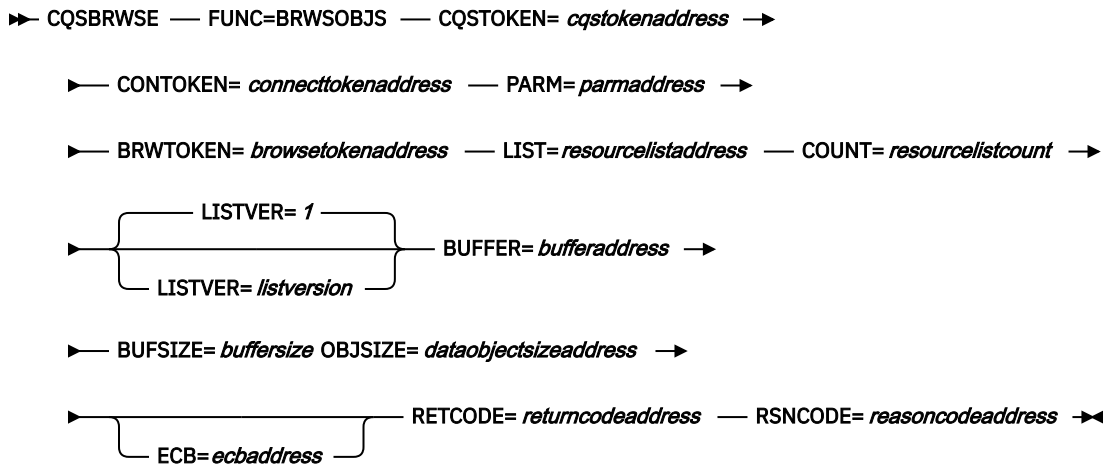 CQSBRWSE FUNC=BRWSOBJS CQSTOKEN= cqstokenaddress
CONTOKEN= connecttokenaddress PARM= parmaddress
BRWTOKEN= browsetokenaddress LIST= resourcelistaddress COUNT= resourcelistcount
LISTVER= 1
BUFFER= bufferaddress
LISTVER= listversion
BUFSIZE= buffersize OBJSIZE= dataobjectsizeaddress
RETCODE= returncodeaddress RSNCODE= reasoncodeaddress
ECB= ecbaddress